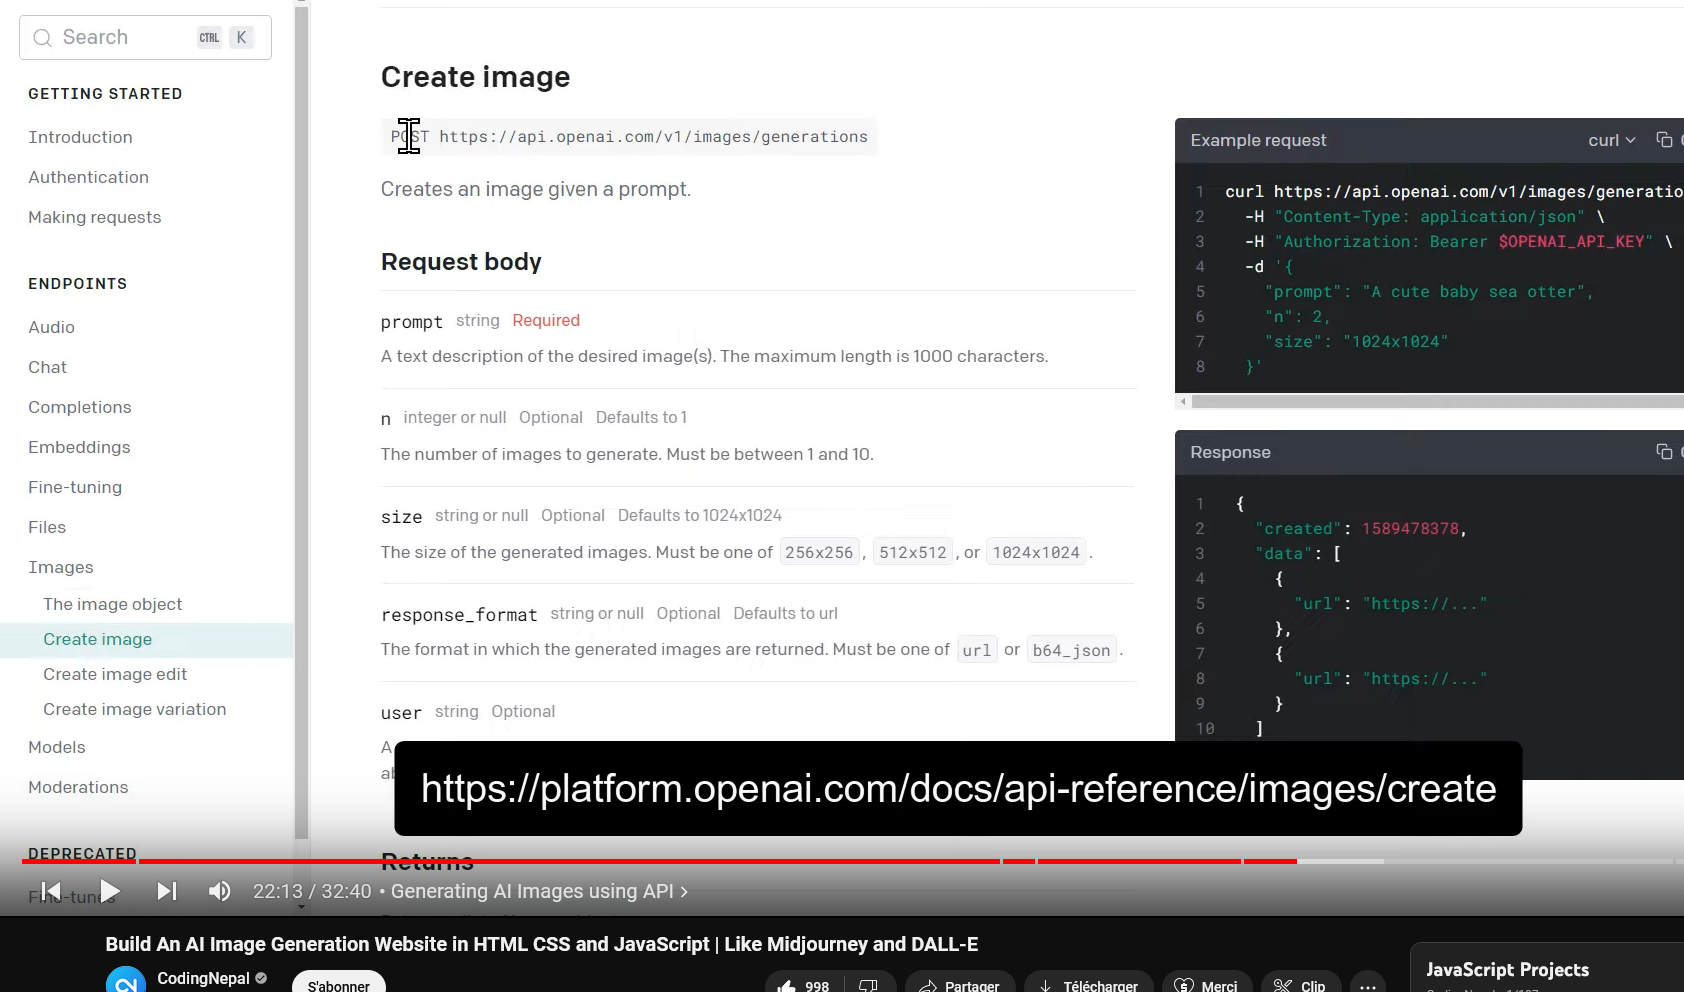 Search CTRL K
GETTING STARTED
Introduction
Authentication
Making requests
ENDPOINTS
Audio
Chat
Completions
Embeddings
Fine-tuning
Files
Images
The image object
Create image
Create image edit
Create image variation
Models
Moderations
DEPRECATED
Fine-tunes
Create image
POST https://api.openai.com/v1/images/generations
Creates an image given a prompt.
Request body
prompt string Required
A text description of the desired image(s). The maximum length is 1000 characters.
n integer or null Optional Defaults to 1
The number of images to generate. Must be between 1 and 10.
size string or null Optional Defaults to 1024x1024
The size of the generated images. Must be one of 256x256 , 512x512 , or 1024x1024 .
response_format string or null Optional Defaults to url
The format in which the generated images are returned. Must be one of url or b64_json .
user string Optional
A
Returns
Example request curl
1 curl https://api.openai.com/v1/images/generatio
2 -H "Content-Type: application/json" \
3 -H "Authorization: Bearer $OPENAI_API_KEY" \
4 -d '{
5 "prompt": "A cute baby sea otter",
6 "n": 2,
7 "size": "1024x1024"
8 }'
Response
1 {
2 "created": 1589478378,
3 "data": [
4 {
5 "url": "https://..."
6 },
7 {
8 "url": "https://..."
9 }
10 ]
https://platform.openai.com/docs/api-reference/images/create
22:13 / 32:40 • Generating AI Images using API >
Build An AI Image Generation Website in HTML CSS and JavaScript | Like Midjourney and DALL-E
CodingNepal
S'abonner
998
Partager
Télécharger
Merci
Clip
...
JavaScript Projects